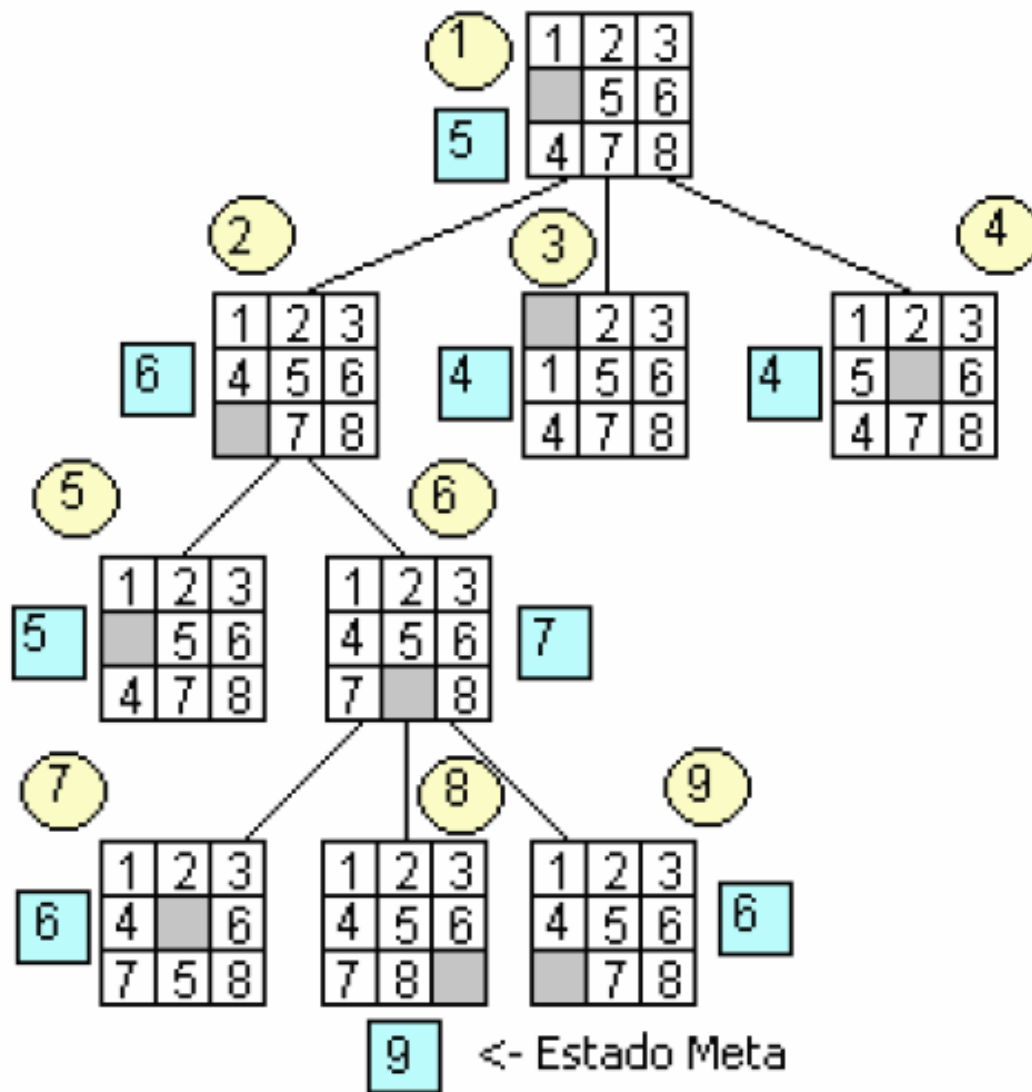 1 1 2 3
5 6
5 4 7 8
2 3 4
1 2 3 2 3 1 2 3
6 4 5 6 4 1 5 6 4 5 6
7 8 4 7 8 4 7 8
5 6
1 2 3 1 2 3
5 5 6 4 5 6 7
4 7 8 7 8
7 8 9
1 2 3 1 2 3 1 2 3
6 4 6 4 5 6 4 5 6 6
7 5 8 7 8 7 8
9 <- Estado Meta